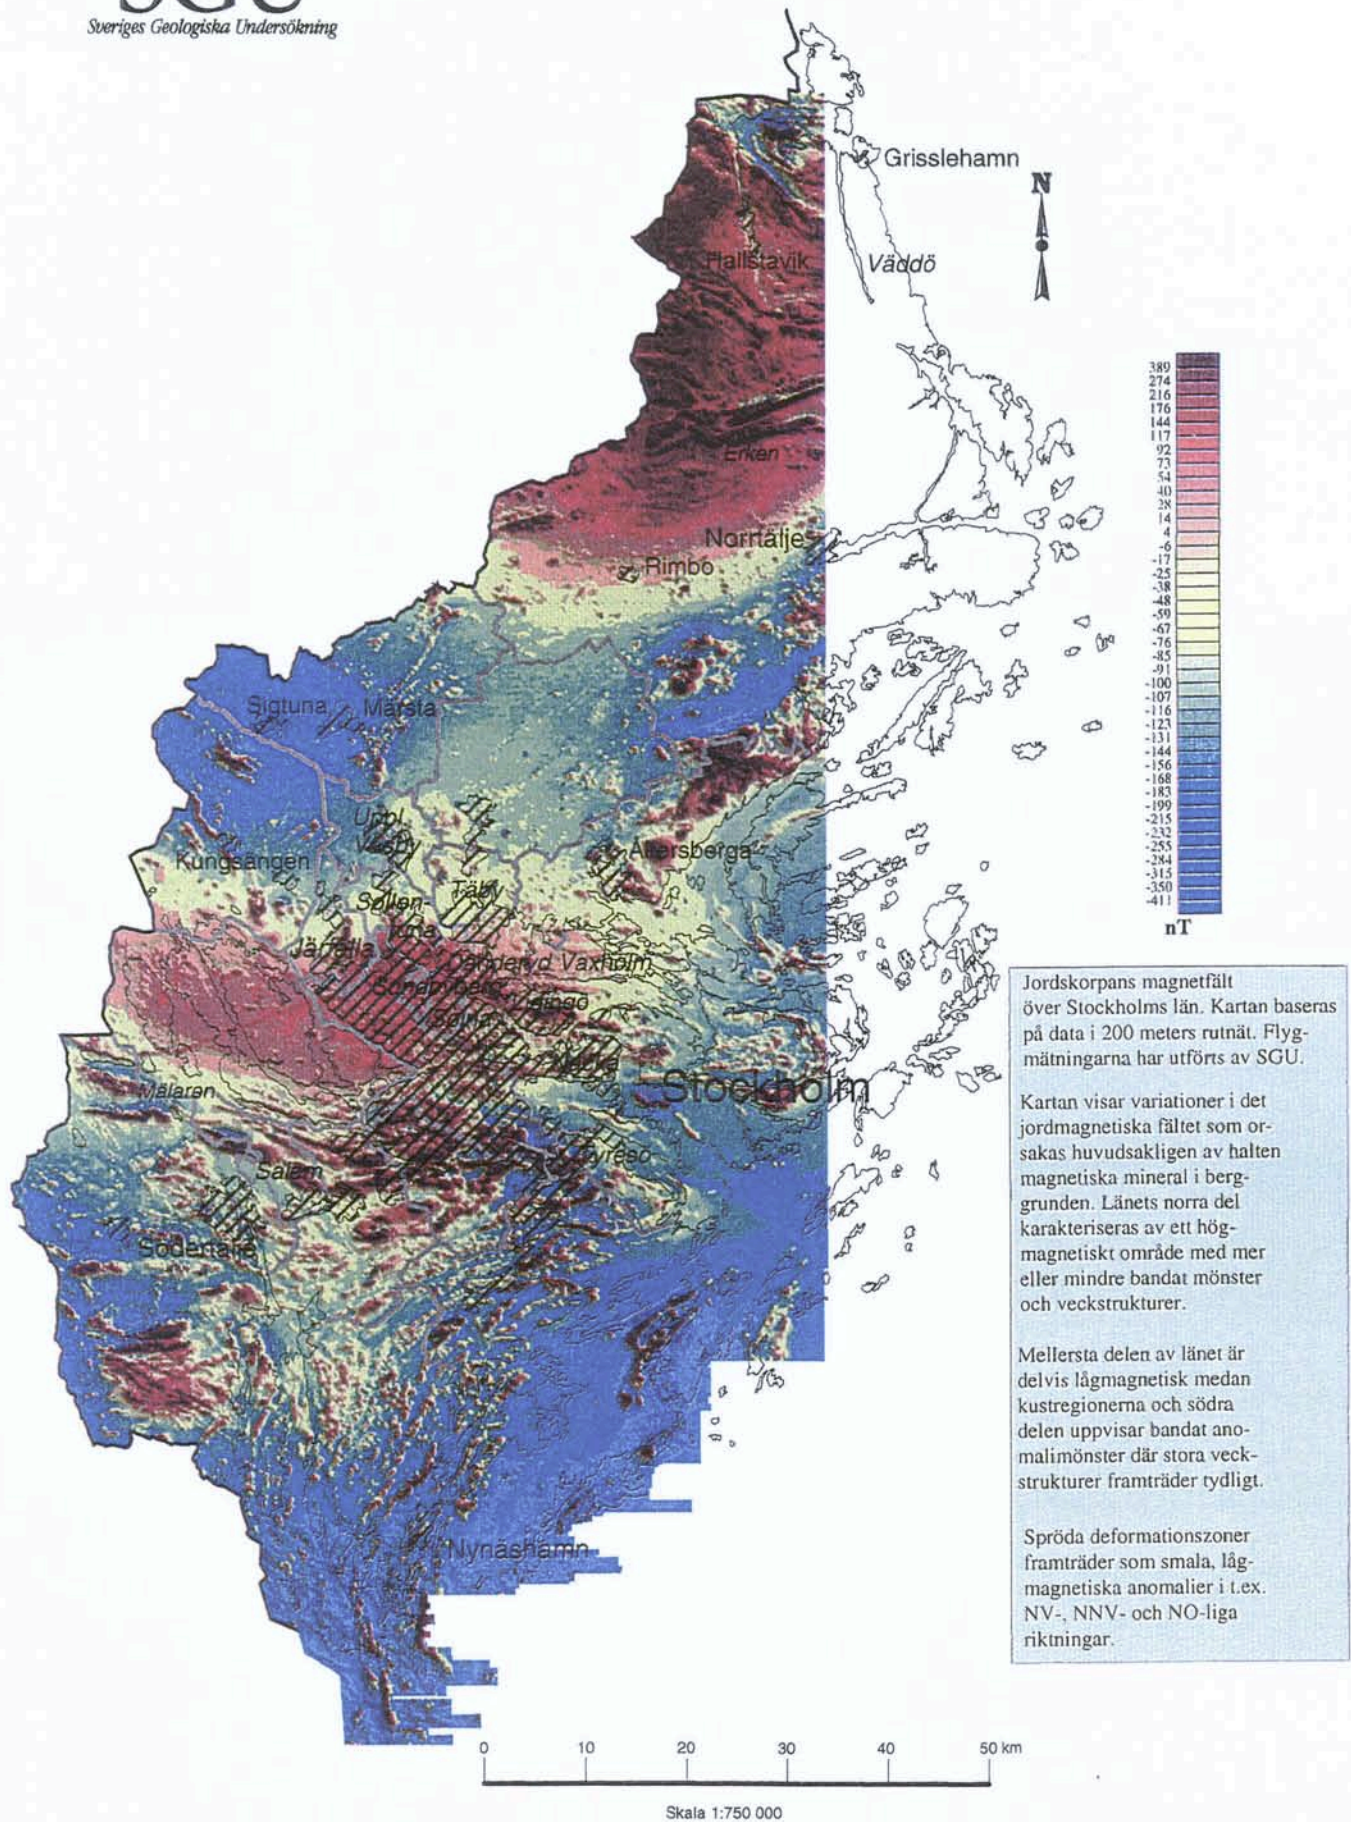 SGU
Sveriges Geologiska Undersökning
Grisslehamn
N
Hallstavik
Väddö
389
274
216
176
144
117
92
73
54
40
28
14
4
-6
-17
-25
-38
-48
-59
-67
-76
-85
-91
-100
-107
-116
-123
-131
-144
-156
-168
-183
-199
-215
-232
-255
-284
-315
-350
-411
nT
Erken
Norrtälje
Rimbo
Sigtuna
Märsta
Uppl
Väsby
Kungsängen
Åkersberga
Täby
Sollen-
tuna
Järfälla
Danderyd
Vaxholm
Sundbyberg
Lidingö
Solna
Nacka
Stockholm
Mälaren
Tyresö
Salem
Södertälje
Nynäshamn
Jordskorpans magnetfält
över Stockholms län. Kartan baseras
på data i 200 meters rutnät. Flyg-
mätningarna har utförts av SGU.
Kartan visar variationer i det
jordmagnetiska fältet som or-
sakas huvudsakligen av halten
magnetiska mineral i berg-
grunden. Länets norra del
karakteriseras av ett hög-
magnetiskt område med mer
eller mindre bandat mönster
och veckstrukturer.
Mellersta delen av länet är
delvis lågmagnetisk medan
kustregionerna och södra
delen uppvisar bandat ano-
malimönster där stora veck-
strukturer framträder tydligt.
Spröda deformationszoner
framträder som smala, låg-
magnetiska anomalier i t.ex.
NV-, NNV- och NO-liga
riktningar.
0 10 20 30 40 50 km
Skala 1:750 000